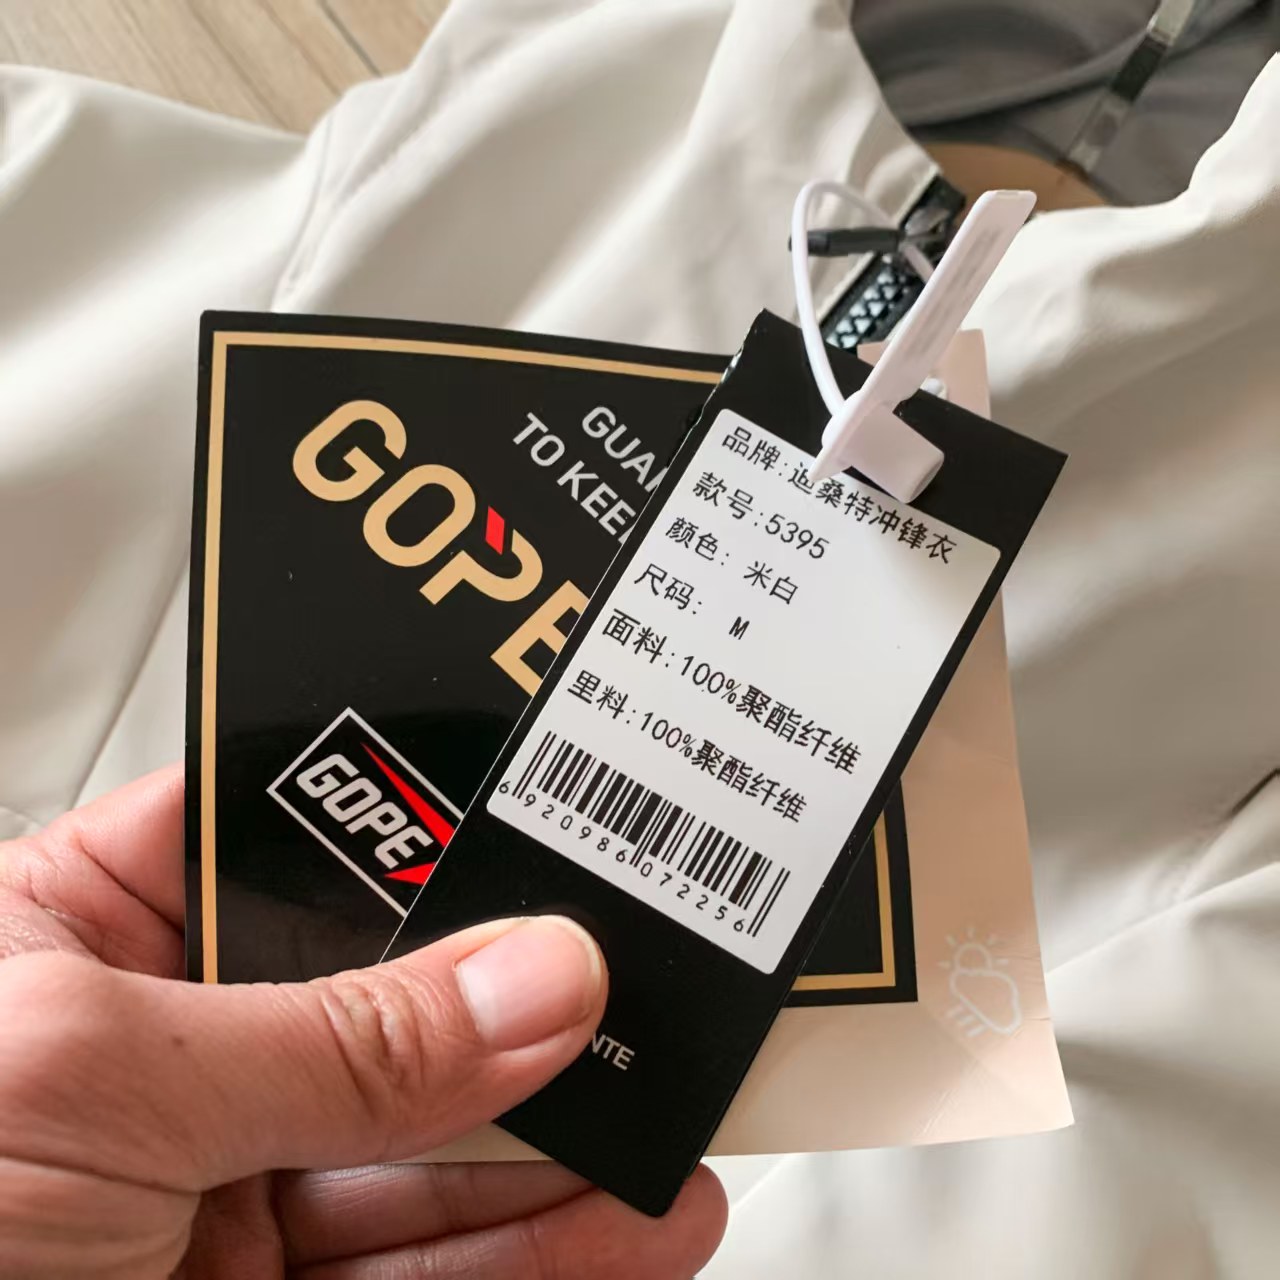 GUA
TO KEE
GOPE
GOPE
品牌:迪桑特冲锋衣
款号:5395
颜色: 米白
尺码: M
面料:100%聚酯纤维
里料:100%聚酯纤维
6920986072256
NTE